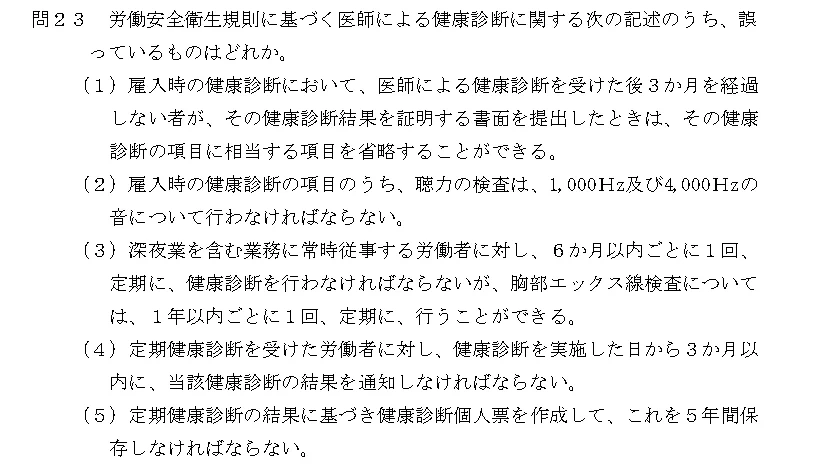 問２３　労働安全衛生規則に基づく医師による健康診断に関する次の記述のうち、誤
っているものはどれか。
（１）雇入時の健康診断において、医師による健康診断を受けた後３か月を経過
しない者が、その健康診断結果を証明する書面を提出したときは、その健康
診断の項目に相当する項目を省略することができる。
（２）雇入時の健康診断の項目のうち、聴力の検査は、1,000Hz及び4,000Hzの
音について行わなければならない。
（３）深夜業を含む業務に常時従事する労働者に対し、６か月以内ごとに１回、
定期に、健康診断を行わなければならないが、胸部エックス線検査について
は、１年以内ごとに１回、定期に、行うことができる。
（４）定期健康診断を受けた労働者に対し、健康診断を実施した日から３か月以
内に、当該健康診断の結果を通知しなければならない。
（５）定期健康診断の結果に基づき健康診断個人票を作成して、これを５年間保
存しなければならない。